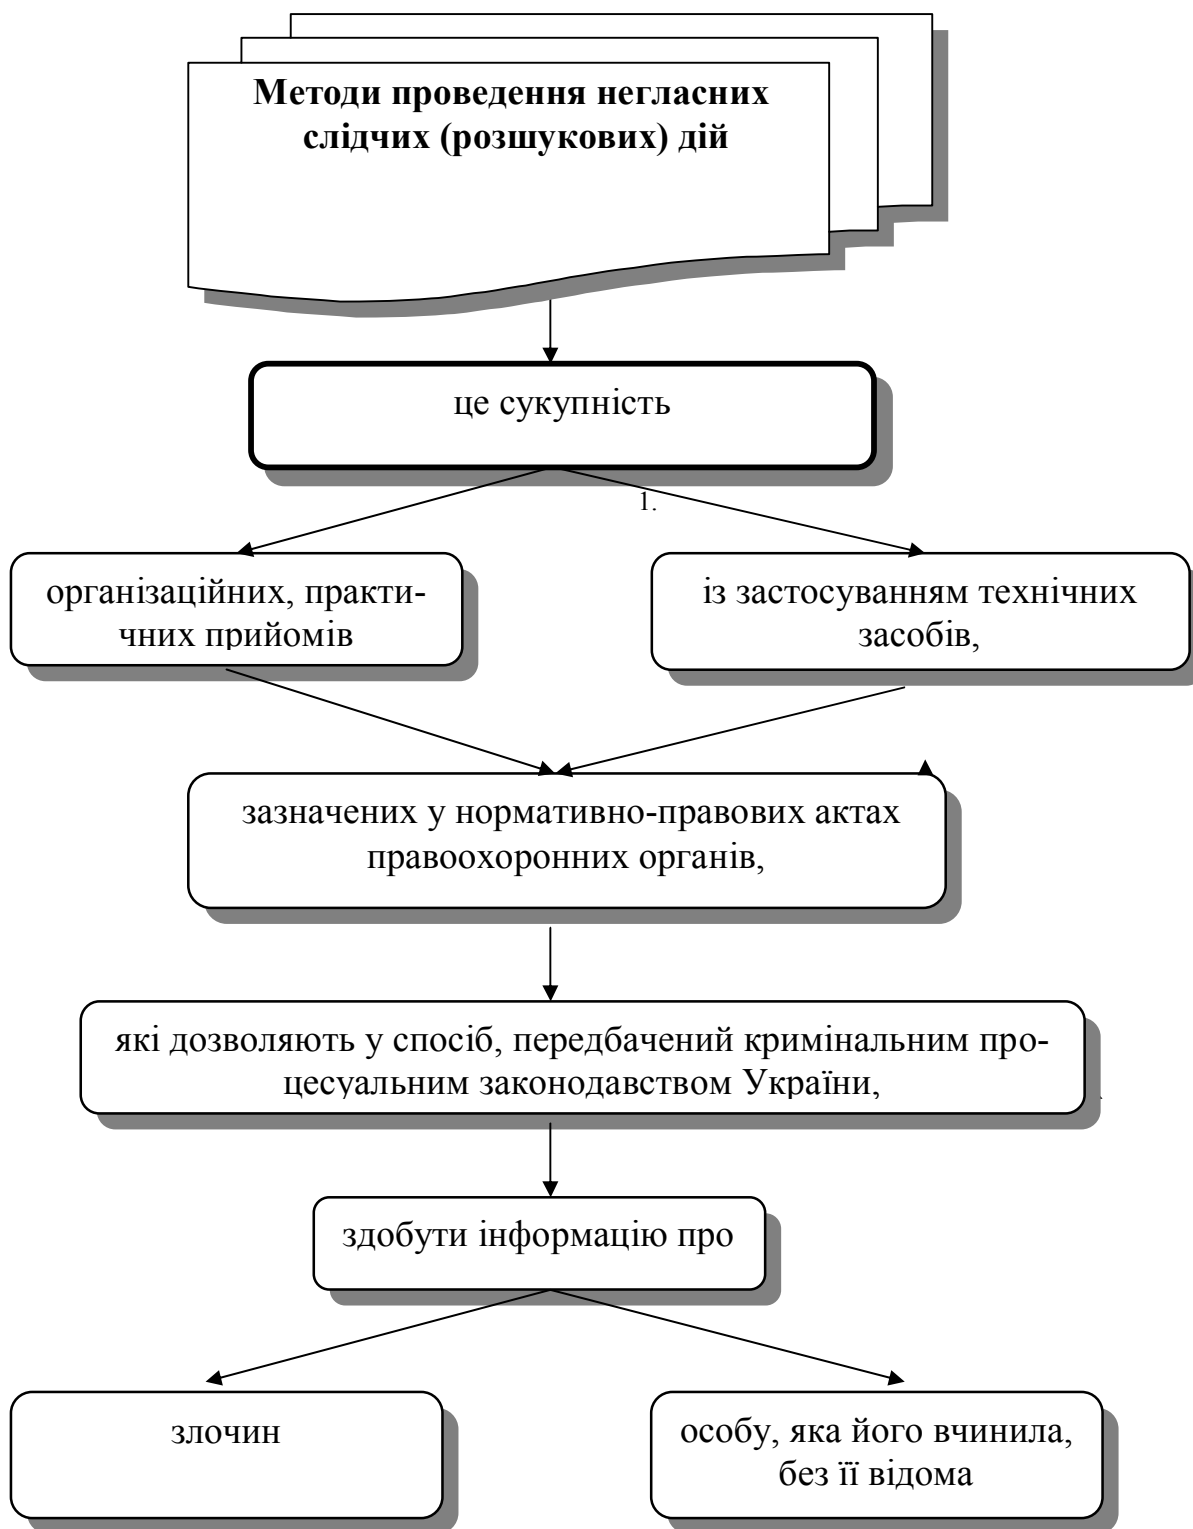 Методи проведення негласних
слідчих (розшукових) дій
це сукупність
1.
організаційних, практи-
чних прийомів
із застосуванням технічних
засобів,
зазначених у нормативно-правових актах
правоохоронних органів,
які дозволяють у спосіб, передбачений кримінальним про-
цесуальним законодавством України,
здобути інформацію про
злочин
особу, яка його вчинила,
без її відома